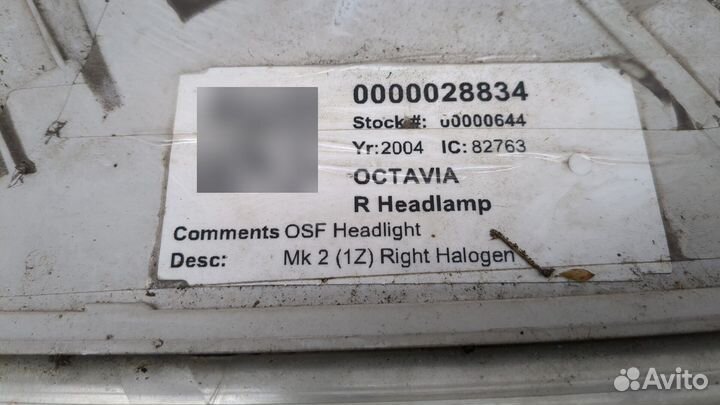 0000028834
Stock #: 00000644
Yr: 2004 IC: 82763
OCTAVIA
R Headlamp
Comments OSF Headlight
Desc: Mk 2 (1Z) Right Halogen
Avito